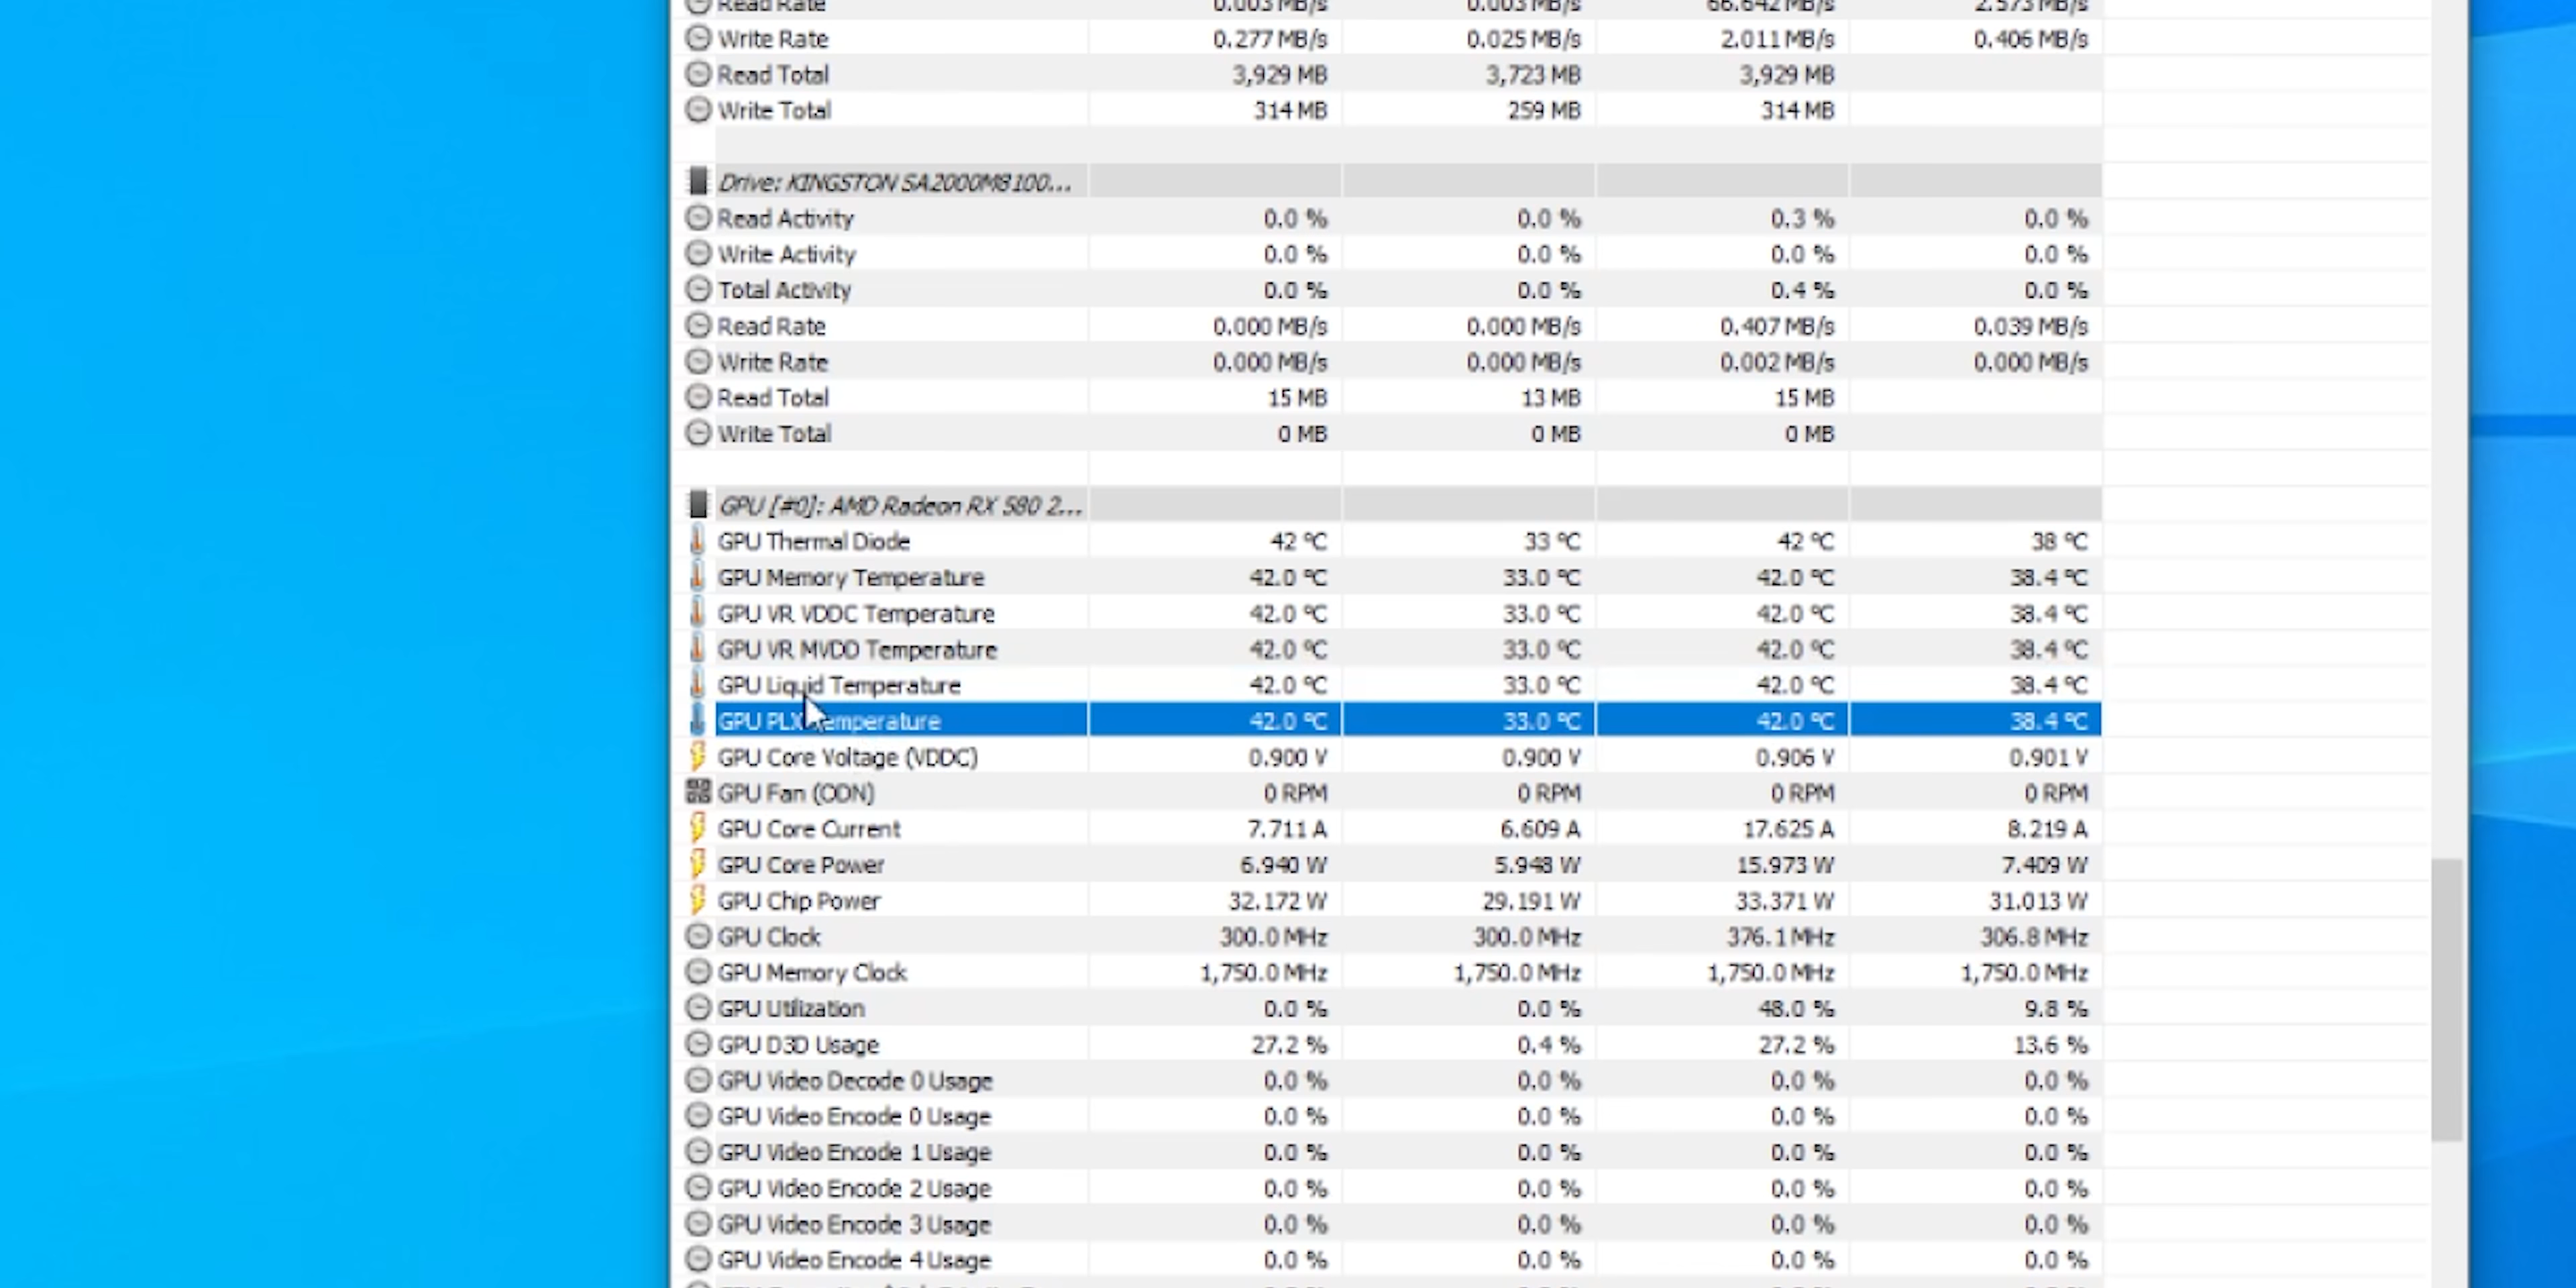 Read Rate 0.003 MB/s 0.003 MB/s 66.642 MB/s 2.573 MB/s
Write Rate 0.277 MB/s 0.025 MB/s 2.011 MB/s 0.406 MB/s
Read Total 3,929 MB 3,723 MB 3,929 MB
Write Total 314 MB 259 MB 314 MB
Drive: KINGSTON SA2000M8100...
Read Activity 0.0 % 0.0 % 0.3 % 0.0 %
Write Activity 0.0 % 0.0 % 0.0 % 0.0 %
Total Activity 0.0 % 0.0 % 0.4 % 0.0 %
Read Rate 0.000 MB/s 0.000 MB/s 0.407 MB/s 0.039 MB/s
Write Rate 0.000 MB/s 0.000 MB/s 0.002 MB/s 0.000 MB/s
Read Total 15 MB 13 MB 15 MB
Write Total 0 MB 0 MB 0 MB
GPU [#0]: AMD Radeon RX 580 2...
GPU Thermal Diode 42 °C 33 °C 42 °C 38 °C
GPU Memory Temperature 42.0 °C 33.0 °C 42.0 °C 38.4 °C
GPU VR VDDC Temperature 42.0 °C 33.0 °C 42.0 °C 38.4 °C
GPU VR MVDD Temperature 42.0 °C 33.0 °C 42.0 °C 38.4 °C
GPU Liquid Temperature 42.0 °C 33.0 °C 42.0 °C 38.4 °C
GPU PLX Temperature 42.0 °C 33.0 °C 42.0 °C 38.4 °C
GPU Core Voltage (VDDC) 0.900 V 0.900 V 0.906 V 0.901 V
GPU Fan (ODN) 0 RPM 0 RPM 0 RPM 0 RPM
GPU Core Current 7.711 A 6.609 A 17.625 A 8.219 A
GPU Core Power 6.940 W 5.948 W 15.973 W 7.409 W
GPU Chip Power 32.172 W 29.191 W 33.371 W 31.013 W
GPU Clock 300.0 MHz 300.0 MHz 376.1 MHz 306.8 MHz
GPU Memory Clock 1,750.0 MHz 1,750.0 MHz 1,750.0 MHz 1,750.0 MHz
GPU Utilization 0.0 % 0.0 % 48.0 % 9.8 %
GPU D3D Usage 27.2 % 0.4 % 27.2 % 13.6 %
GPU Video Decode 0 Usage 0.0 % 0.0 % 0.0 % 0.0 %
GPU Video Encode 0 Usage 0.0 % 0.0 % 0.0 % 0.0 %
GPU Video Encode 1 Usage 0.0 % 0.0 % 0.0 % 0.0 %
GPU Video Encode 2 Usage 0.0 % 0.0 % 0.0 % 0.0 %
GPU Video Encode 3 Usage 0.0 % 0.0 % 0.0 % 0.0 %
GPU Video Encode 4 Usage 0.0 % 0.0 % 0.0 % 0.0 %